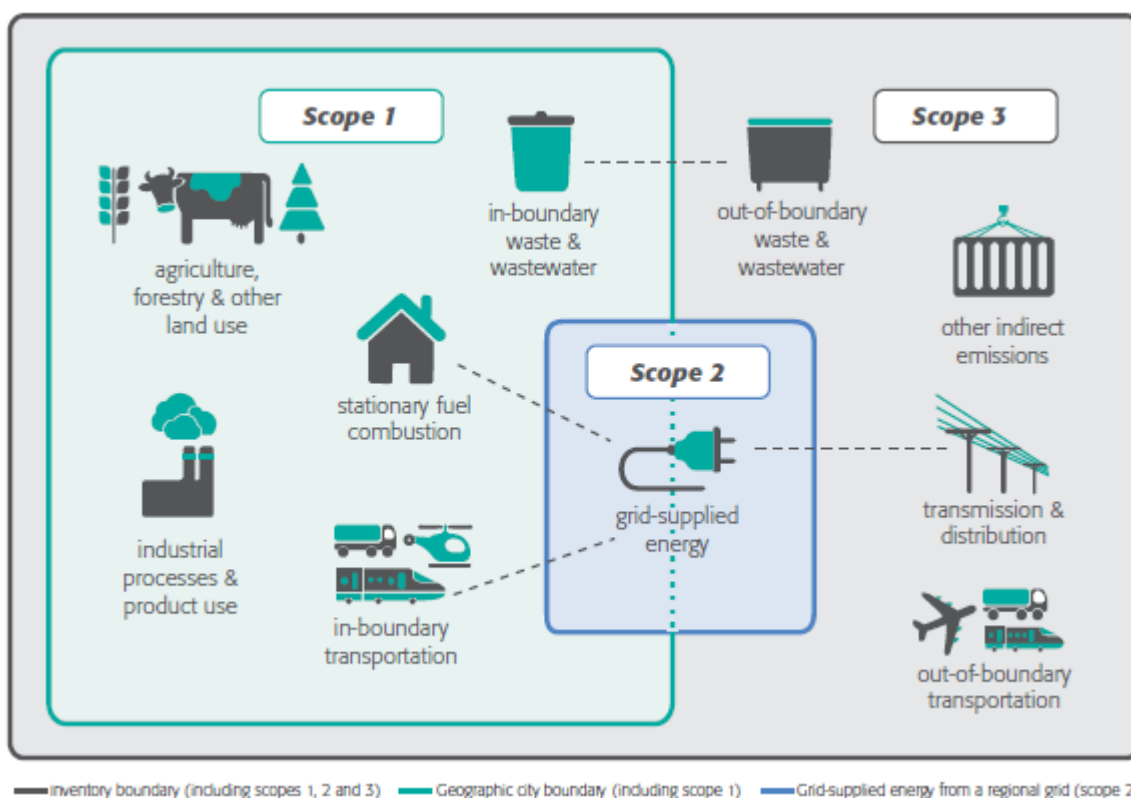 Scope 1
Scope 3
in-boundary
waste &
wastewater
out-of-boundary
waste &
wastewater
agriculture,
forestry & other
land use
other indirect
emissions
Scope 2
stationary fuel
combustion
grid-supplied
energy
transmission &
distribution
industrial
processes &
product use
in-boundary
transportation
out-of-boundary
transportation
Inventory boundary (including scopes 1, 2 and 3) Geographic city boundary (including scope 1) Grid-supplied energy from a regional grid (scope 2